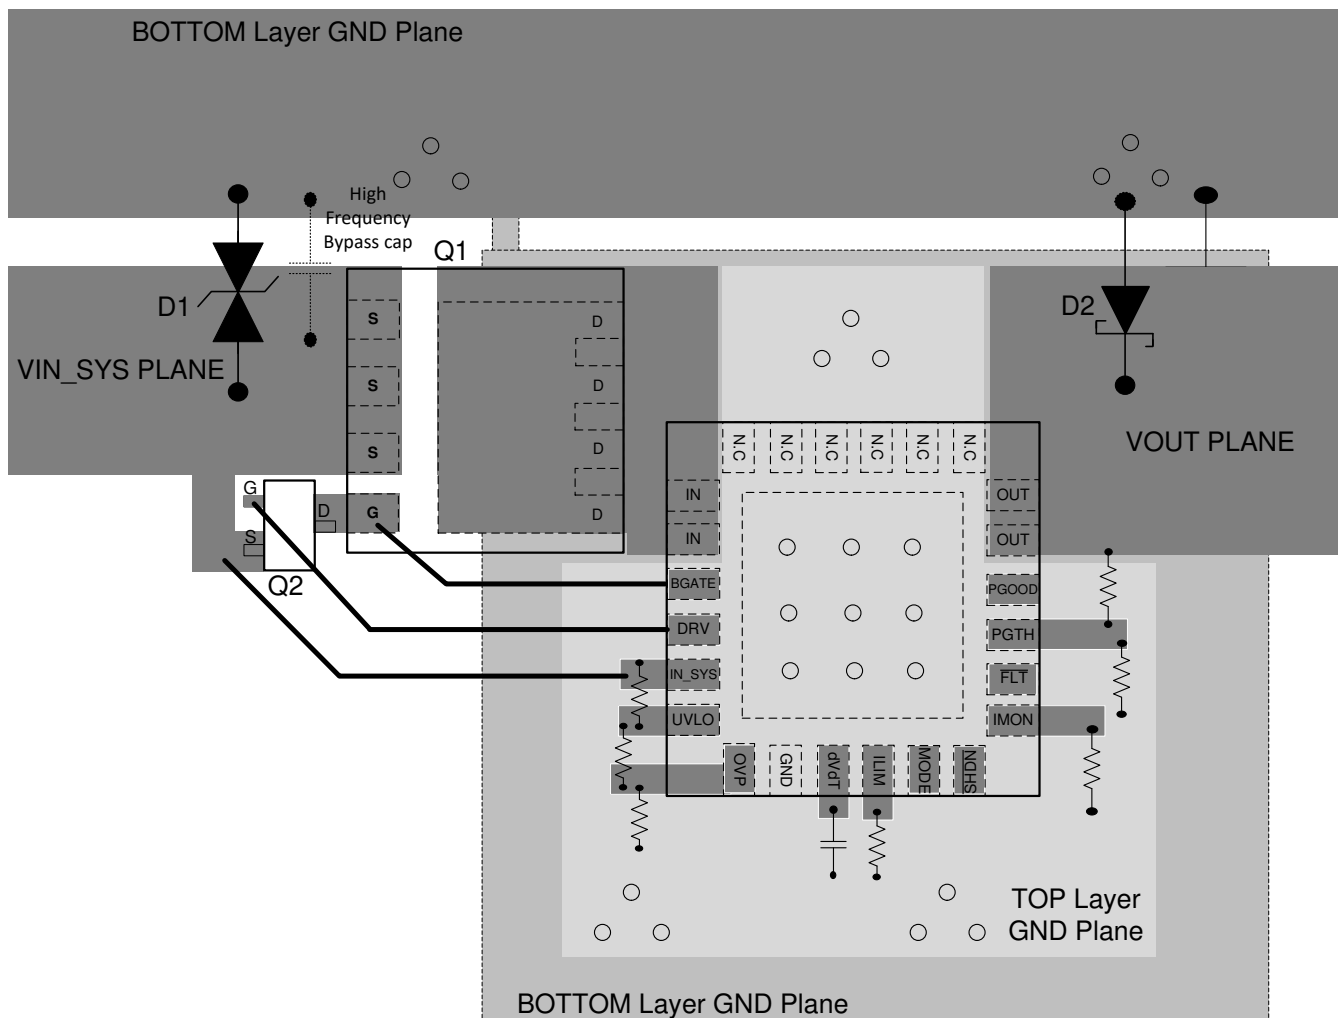 BOTTOM Layer GND Plane
High
Frequency
Bypass cap
Q1
D1
D2
VIN_SYS PLANE
VOUT PLANE
S
S
S
G
D
D
D
D
G
S
D
Q2
N.C
N.C
N.C
N.C
N.C
N.C
IN
IN
BGATE
DRV
IN_SYS
UVLO
OUT
OUT
PGOOD
PGTH
FLT
IMON
OVP
GND
dVdT
ILIM
MODE
SHDN
TOP Layer
GND Plane
BOTTOM Layer GND Plane